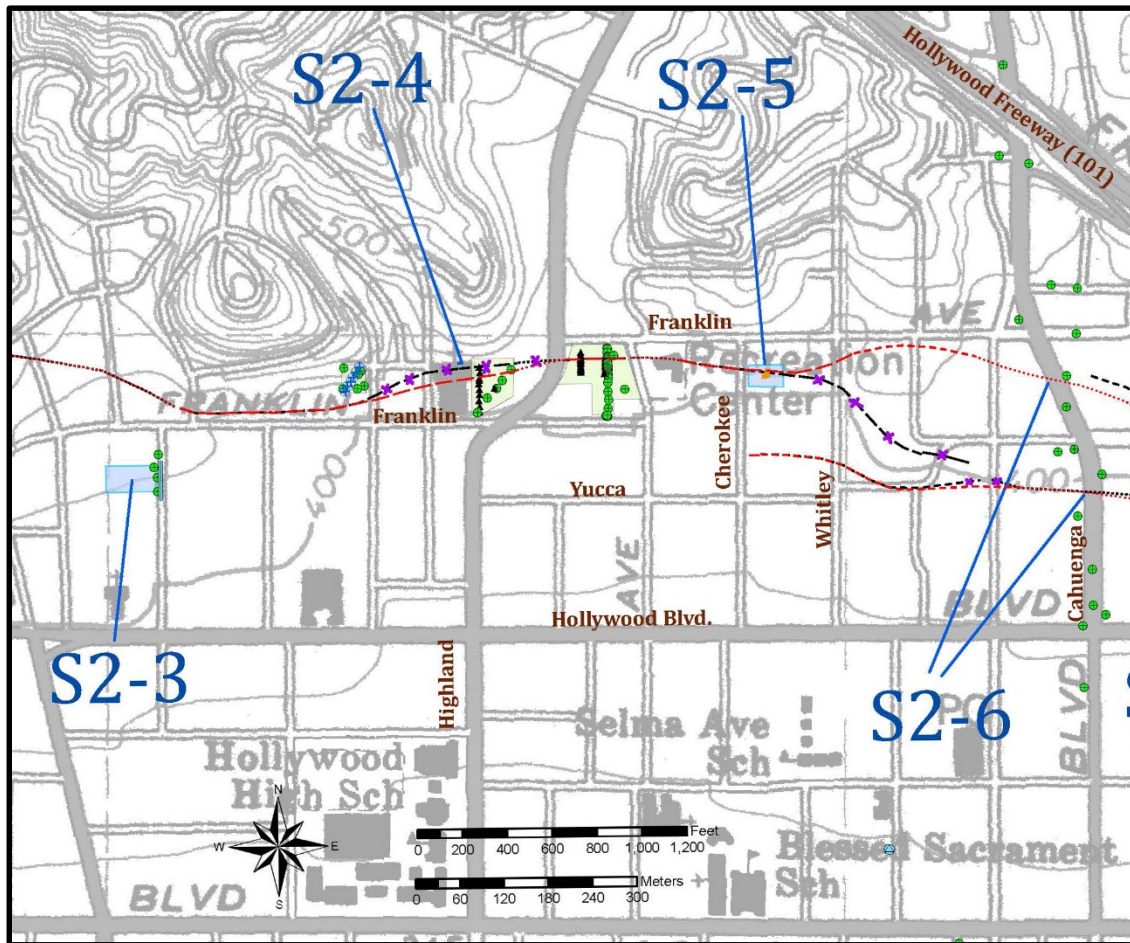 Hollywood Freeway (101)
S2-4
S2-5
500
Franklin
AVE
Recreation
Center
FRANKLIN
Franklin
Cherokee
400
Yucca
Whitley
400
AVE
BLVD
Cahuenga
Hollywood Blvd.
S2-3
Highland
S2-6
PO
BLVD
Selma Ave
Sch
Hollywood
High Sch
N
W
E
S
Feet
0 200 400 600 800 1,000 1,200
Meters
0 60 120 180 240 300
Blessed Sacrament
Sch
BLVD